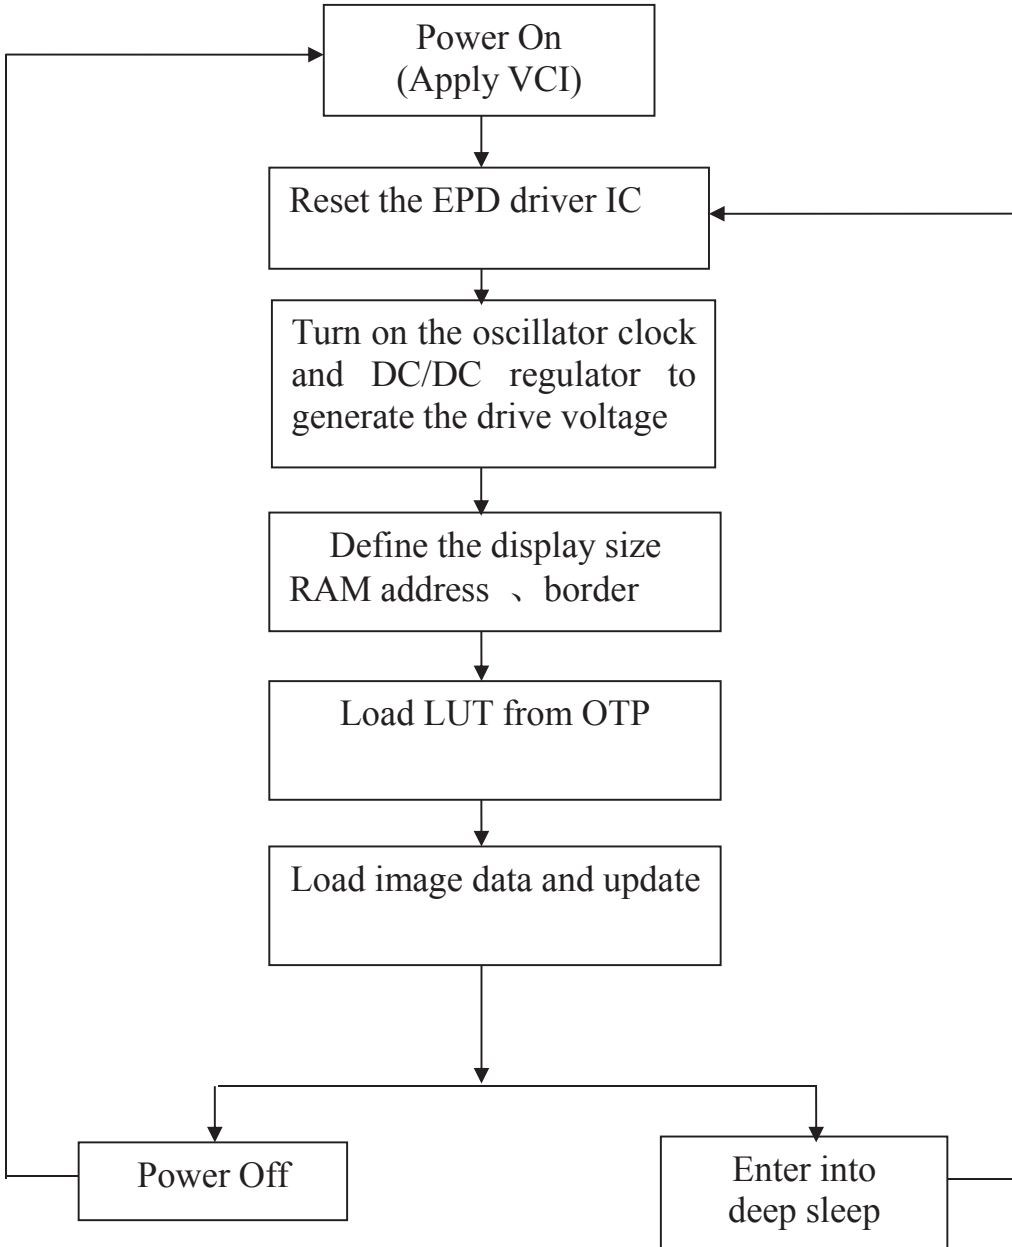 Power On
(Apply VCI)
Reset the EPD driver IC
Turn on the oscillator clock
and DC/DC regulator to
generate the drive voltage
Define the display size
RAM address 、border
Load LUT from OTP
Load image data and update
Power Off
Enter into
deep sleep